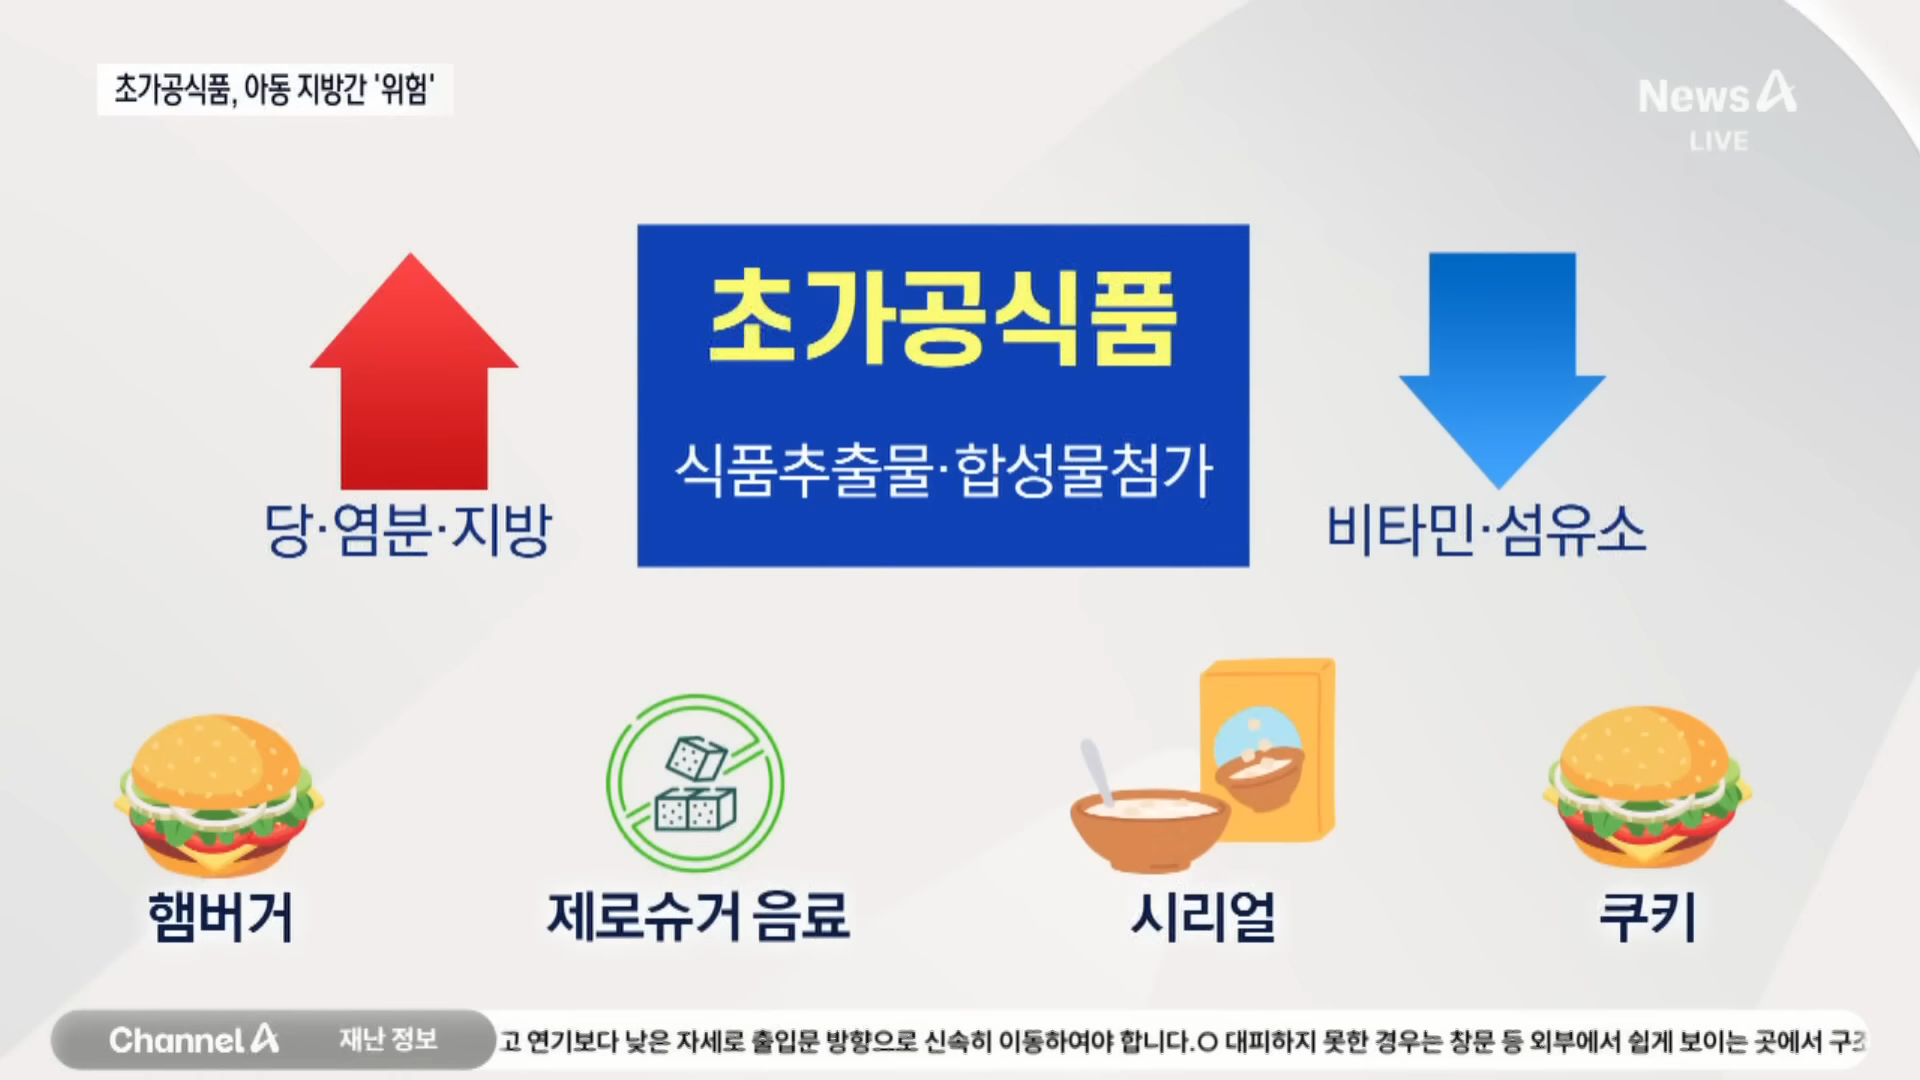 초가공식품, 아동 지방간 '위험'
News A
LIVE
초가공식품
식품추출물·합성물첨가
당·염분·지방
비타민·섬유소
햄버거
제로슈거 음료
시리얼
쿠키
Channel A 재난 정보
고 연기보다 낮은 자세로 출입문 방향으로 신속히 이동하여야 합니다.O 대피하지 못한 경우는 창문 등 외부에서 쉽게 보이는 곳에서